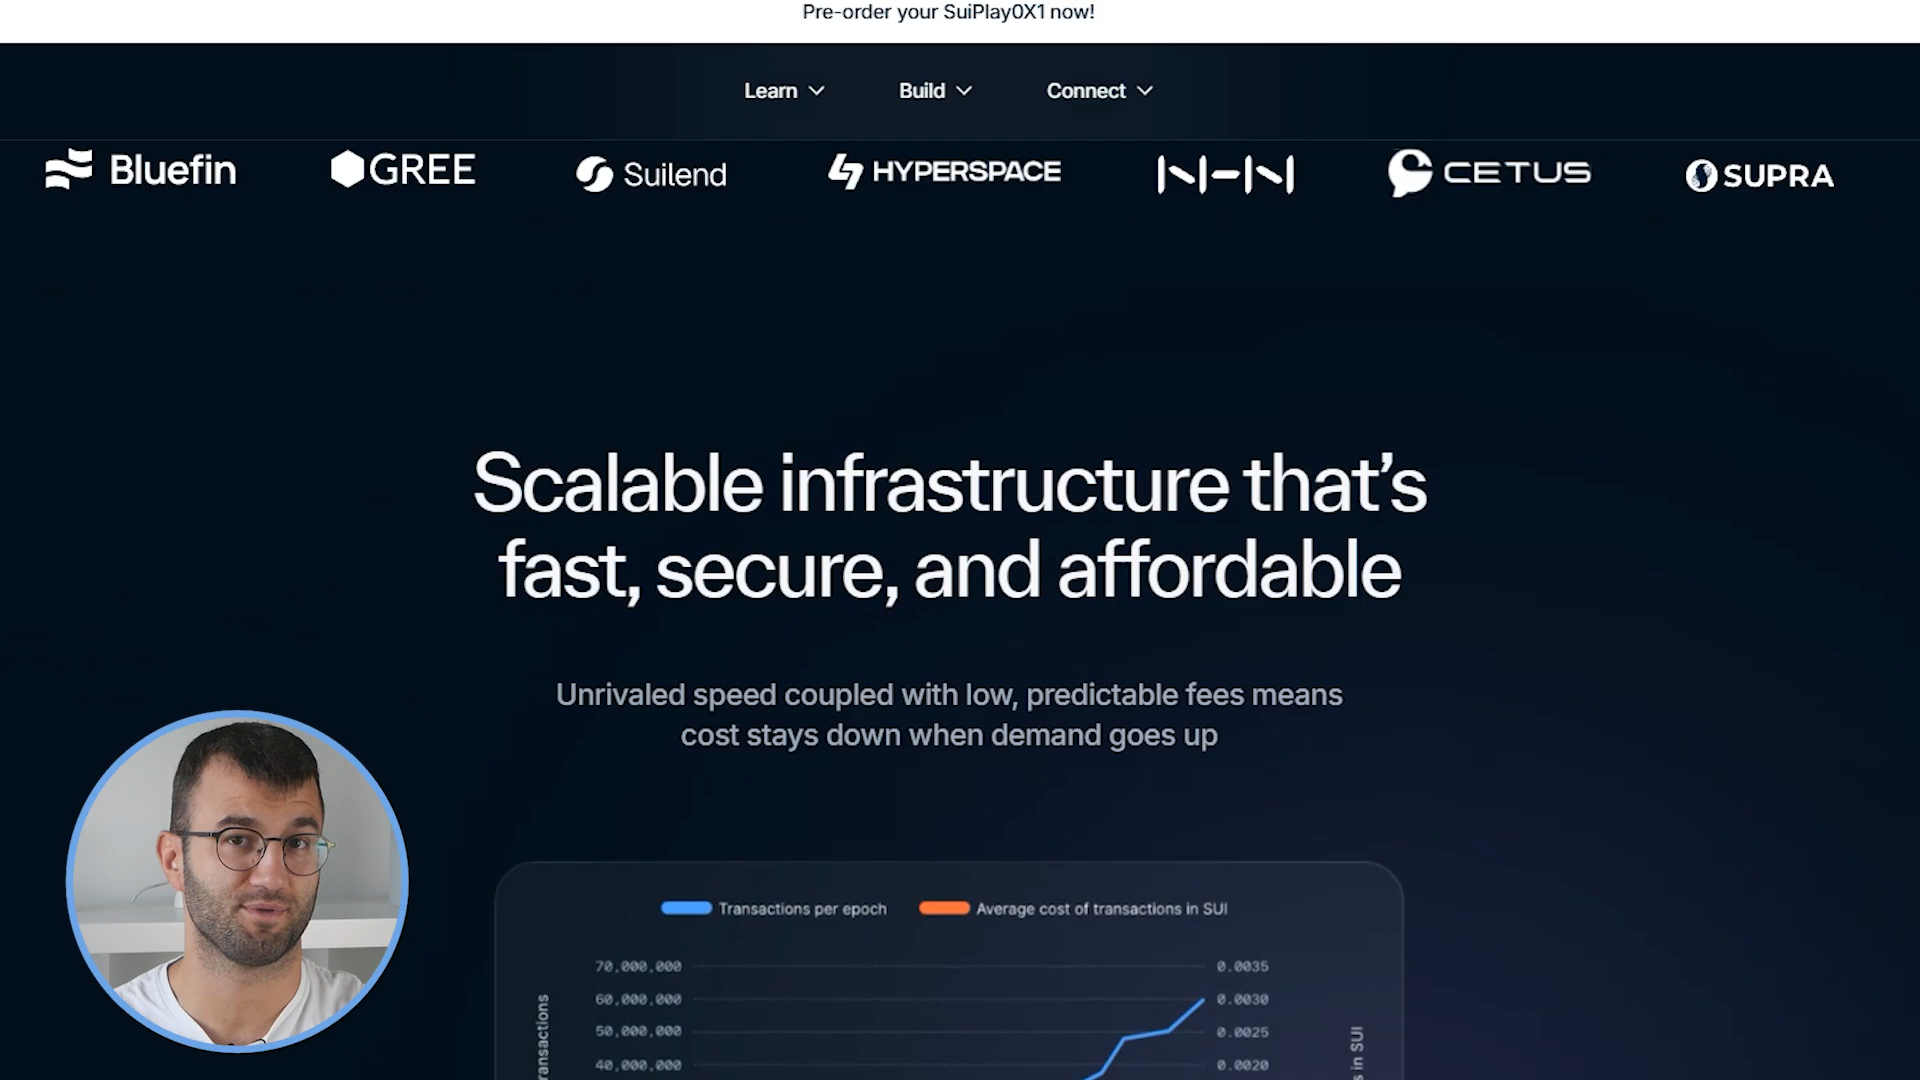 Pre-order your SuiPlay0X1 now!
Learn Build Connect
Bluefin GREE Suilend HYPERSPACE NHN CETUS SUPRA
Scalable infrastructure that’s
fast, secure, and affordable
Unrivaled speed coupled with low, predictable fees means
cost stays down when demand goes up
Transactions per epoch Average cost of transactions in SUI
70,000,000 0.0035
60,000,000 0.0030
50,000,000 0.0025
40,000,000 0.0020
in SUI